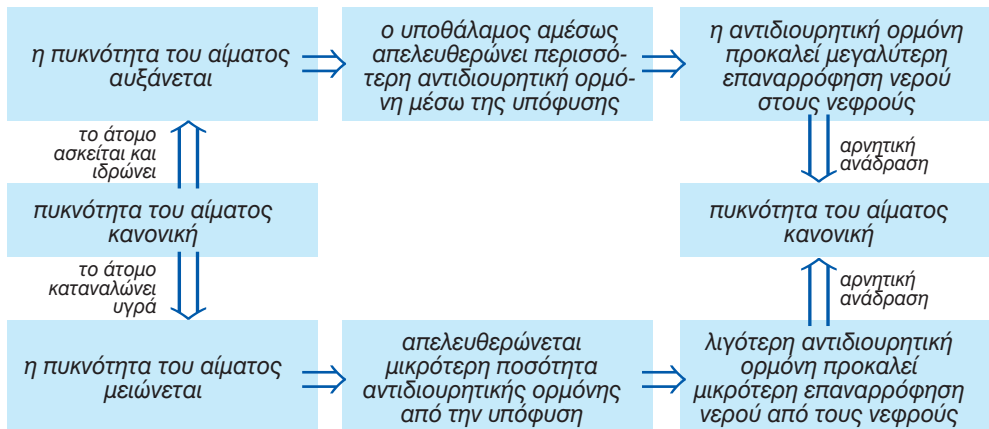 η πυκνότητα του αίματος
αυξάνεται
ο υποθάλαμος αμέσως
απελευθερώνει περισσό-
τερη αντιδιουρητική ορμό-
νη μέσω της υπόφυσης
η αντιδιουρητική ορμόνη
προκαλεί μεγαλύτερη
επαναρρόφηση νερού
στους νεφρούς
το άτομο
ασκείται και
ιδρώνει
αρνητική
ανάδραση
πυκνότητα του αίματος
κανονική
πυκνότητα του αίματος
κανονική
το άτομο
καταναλώνει
υγρά
αρνητική
ανάδραση
η πυκνότητα του αίματος
μειώνεται
απελευθερώνεται
μικρότερη ποσότητα
αντιδιουρητικής ορμόνης
από την υπόφυση
λιγότερη αντιδιουρητική
ορμόνη προκαλεί
μικρότερη επαναρρόφηση
νερού από τους νεφρούς